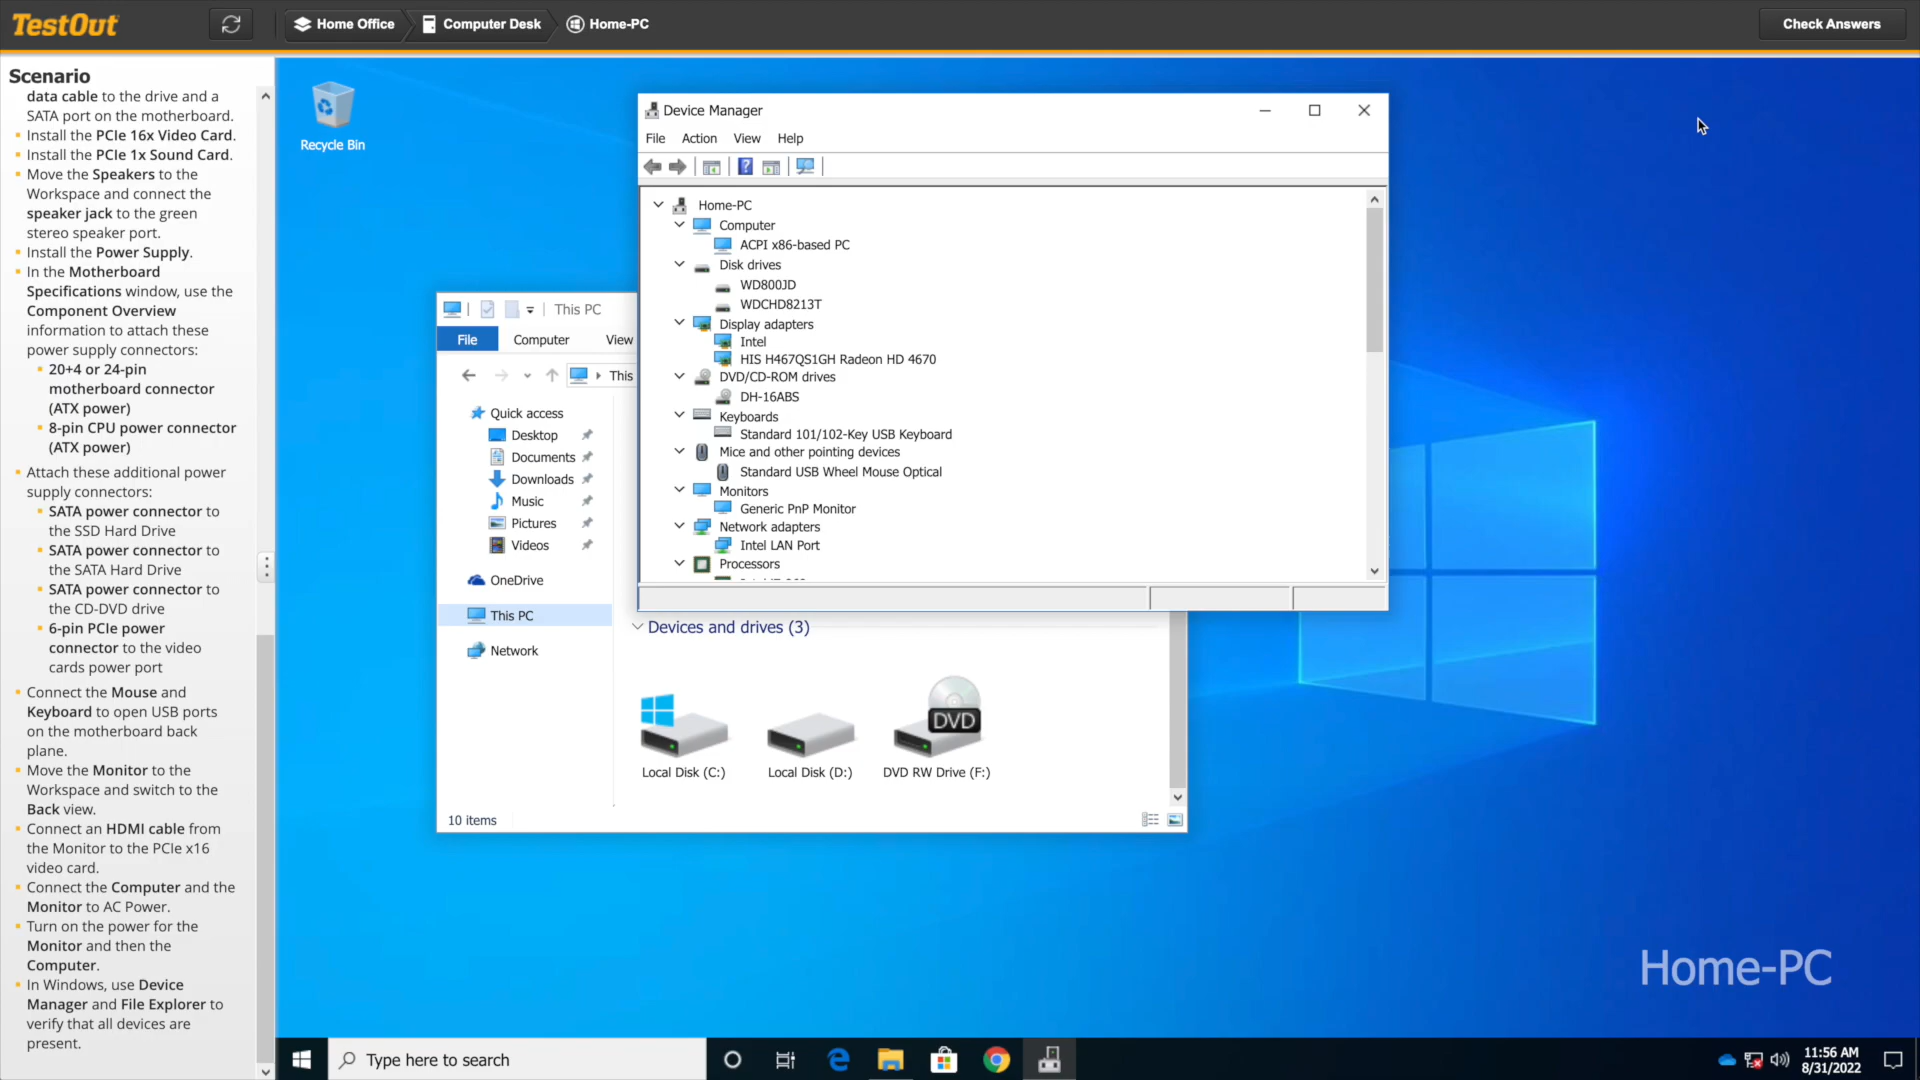 TestOut
Home Office
Computer Desk
Home-PC
Check Answers
Scenario
data cable to the drive and a
SATA port on the motherboard.
Install the PCIe 16x Video Card.
Install the PCIe 1x Sound Card.
Move the Speakers to the
Workspace and connect the
speaker jack to the green
stereo speaker port.
Install the Power Supply.
In the Motherboard
Specifications window, use the
Component Overview
information to attach these
power supply connectors:
20+4 or 24-pin
motherboard connector
(ATX power)
8-pin CPU power connector
(ATX power)
Attach these additional power
supply connectors:
SATA power connector to
the SSD Hard Drive
SATA power connector to
the SATA Hard Drive
SATA power connector to
the CD-DVD drive
6-pin PCIe power
connector to the video
cards power port
Connect the Mouse and
Keyboard to open USB ports
on the motherboard back
plane.
Move the Monitor to the
Workspace and switch to the
Back view.
Connect an HDMI cable from
the Monitor to the PCIe x16
video card.
Connect the Computer and the
Monitor to AC Power.
Turn on the power for the
Monitor and then the
Computer.
In Windows, use Device
Manager and File Explorer to
verify that all devices are
present.
Recycle Bin
Device Manager
File Action View Help
Home-PC
Computer
ACPI x86-based PC
Disk drives
WD800JD
WDCHD8213T
Display adapters
Intel
HIS H467QS1GH Radeon HD 4670
DVD/CD-ROM drives
DH-16ABS
Keyboards
Standard 101/102-Key USB Keyboard
Mice and other pointing devices
Standard USB Wheel Mouse Optical
Monitors
Generic PnP Monitor
Network adapters
Intel LAN Port
Processors
This PC
File Computer View
This
Quick access
Desktop
Documents
Downloads
Music
Pictures
Videos
OneDrive
This PC
Network
Devices and drives (3)
DVD
Local Disk (C:)
Local Disk (D:)
DVD RW Drive (F:)
10 items
Home-PC
Type here to search
11:56 AM
8/31/2022